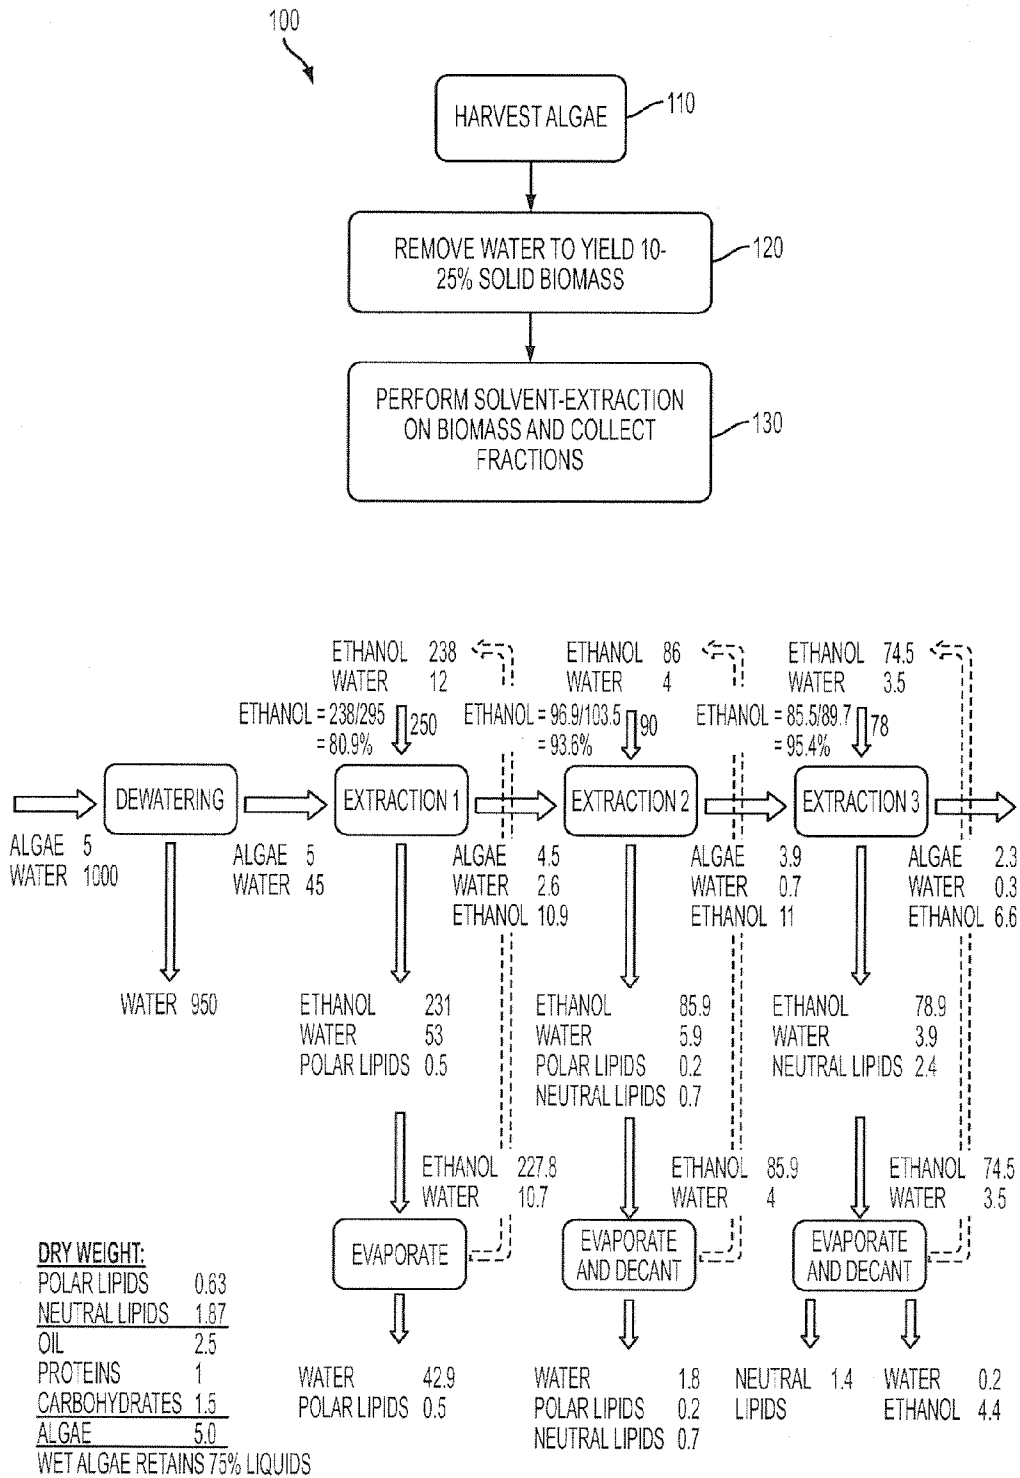 100
HARVEST ALGAE
110
REMOVE WATER TO YIELD 10-
25% SOLID BIOMASS
120
PERFORM SOLVENT-EXTRACTION
ON BIOMASS AND COLLECT
FRACTIONS
130
ETHANOL 238
WATER 12
ETHANOL 86
WATER 4
ETHANOL 74.5
WATER 3.5
ETHANOL = 238/295
= 80.9%
250
ETHANOL = 96.9/103.5
= 93.6%
90
ETHANOL = 85.5/89.7
= 95.4%
78
DEWATERING
EXTRACTION 1
EXTRACTION 2
EXTRACTION 3
ALGAE 5
WATER 1000
ALGAE 5
WATER 45
ALGAE 4.5
WATER 2.6
ETHANOL 10.9
ALGAE 3.9
WATER 0.7
ETHANOL 11
ALGAE 2.3
WATER 0.3
ETHANOL 6.6
WATER 950
ETHANOL 231
WATER 53
POLAR LIPIDS 0.5
ETHANOL 85.9
WATER 5.9
POLAR LIPIDS 0.2
NEUTRAL LIPIDS 0.7
ETHANOL 78.9
WATER 3.9
NEUTRAL LIPIDS 2.4
ETHANOL 227.8
WATER 10.7
ETHANOL 85.9
WATER 4
ETHANOL 74.5
WATER 3.5
EVAPORATE
EVAPORATE
AND DECANT
EVAPORATE
AND DECANT
WATER 42.9
POLAR LIPIDS 0.5
WATER 1.8
POLAR LIPIDS 0.2
NEUTRAL LIPIDS 0.7
NEUTRAL 1.4
LIPIDS
WATER 0.2
ETHANOL 4.4
DRY WEIGHT:
POLAR LIPIDS 0.63
NEUTRAL LIPIDS 1.87
OIL 2.5
PROTEINS 1
CARBOHYDRATES 1.5
ALGAE 5.0
WET ALGAE RETAINS 75% LIQUIDS